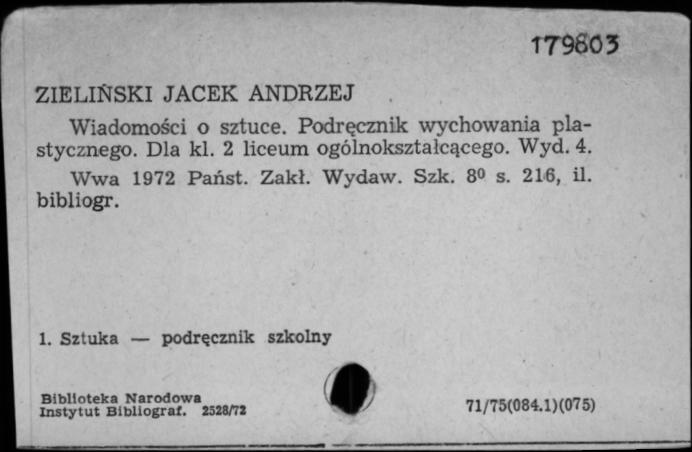 179803
ZIELIŃSKI JACEK ANDRZEJ
Wiadomości o sztuce. Podręcznik wychowania pla-
stycznego. Dla kl. 2 liceum ogólnokształcącego. Wyd. 4.
Wwa 1972 Państ. Zakł. Wydaw. Szk. 8º s. 216, il.
bibliogr.
1. Sztuka — podręcznik szkolny
Biblioteka Narodowa
Instytut Bibliograf. 2528/72
71/75(084.1)(075)